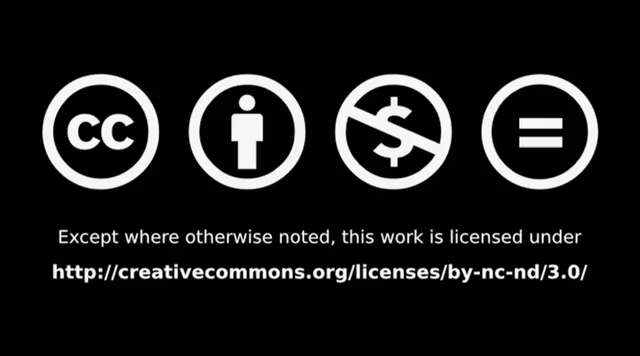 cc
$
=
Except where otherwise noted, this work is licensed under
http://creativecommons.org/licenses/by-nc-nd/3.0/